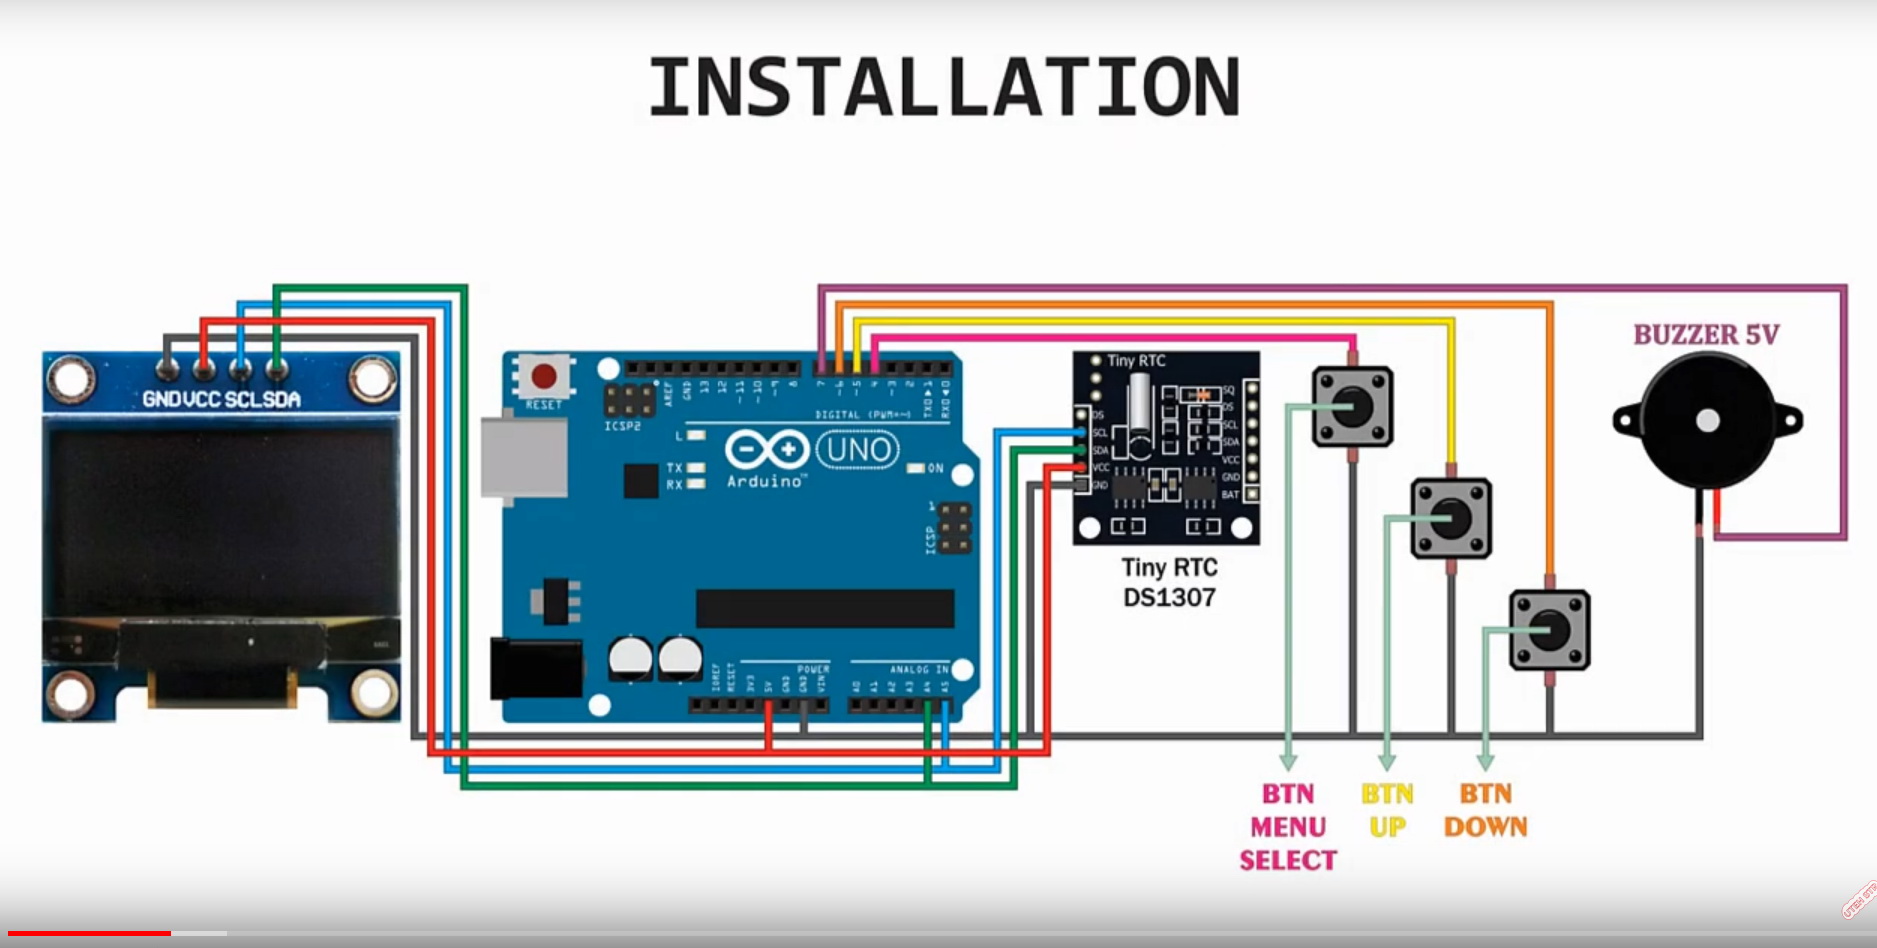 INSTALLATION
GND VCC SCL SDA
RESET
ICSP2
AREF
GND
13
12
~11
~10
~9
8
7
~6
~5
4
~3
2
TX0▶1
RX0◀0
DIGITAL (PWM=~)
L
TX
RX
UNO
Arduino™
ON
ICSP
IOREF
RESET
3V3
5V
GND
GND
VIN
POWER
ANALOG IN
A0
A1
A2
A3
A4
A5
Tiny RTC
DS
SCL
SDA
VCC
GND
SQ
DS
SCL
SDA
VCC
GND
BAT
Tiny RTC
DS1307
BUZZER 5V
BTN
MENU
SELECT
BTN
UP
BTN
DOWN